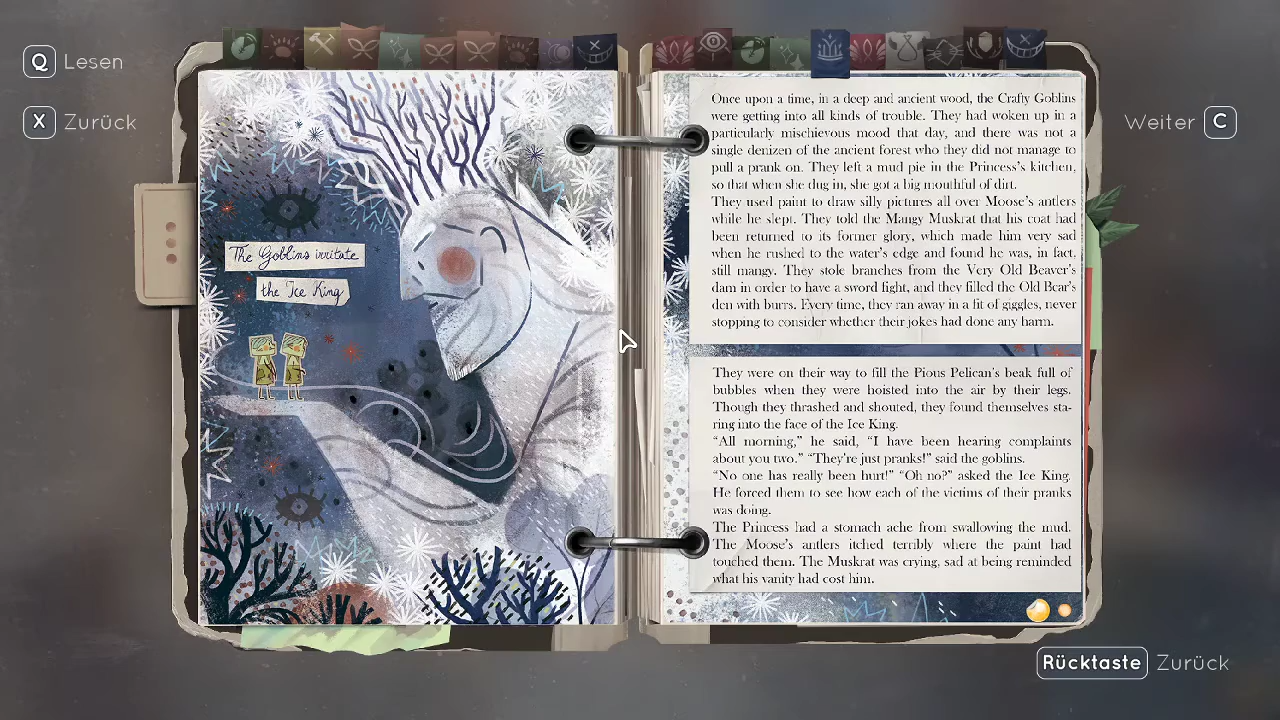 Q Lesen
X Zurück
Weiter C
The Goblins irritate
the Ice King
Once upon a time, in a deep and ancient wood, the Crafty Goblins
were getting into all kinds of trouble. They had woken up in a
particularly mischievous mood that day, and there was not a
single denizen of the ancient forest who they did not manage to
pull a prank on. They left a mud pie in the Princess's kitchen,
so that when she dug in, she got a big mouthful of dirt.
They used paint to draw silly pictures all over Moose's antlers
while he slept. They told the Mangy Muskrat that his coat had
been returned to its former glory, which made him very sad
when he rushed to the water's edge and found he was, in fact,
still mangy. They stole branches from the Very Old Beaver's
dam in order to have a sword fight, and they filled the Old Bear's
den with burrs. Every time, they ran away in a fit of giggles, never
stopping to consider whether their jokes had done any harm.
They were on their way to fill the Pious Pelican's beak full of
bubbles when they were hoisted into the air by their legs.
Though they thrashed and shouted, they found themselves sta-
ring into the face of the Ice King.
“All morning,” he said, “I have been hearing complaints
about you two.” “They're just pranks!” said the goblins.
“No one has really been hurt!” “Oh no?” asked the Ice King.
He forced them to see how each of the victims of their pranks
was doing.
The Princess had a stomach ache from swallowing the mud.
The Moose's antlers itched terribly where the paint had
touched them. The Muskrat was crying, sad at being reminded
what his vanity had cost him.
Rücktaste Zurück